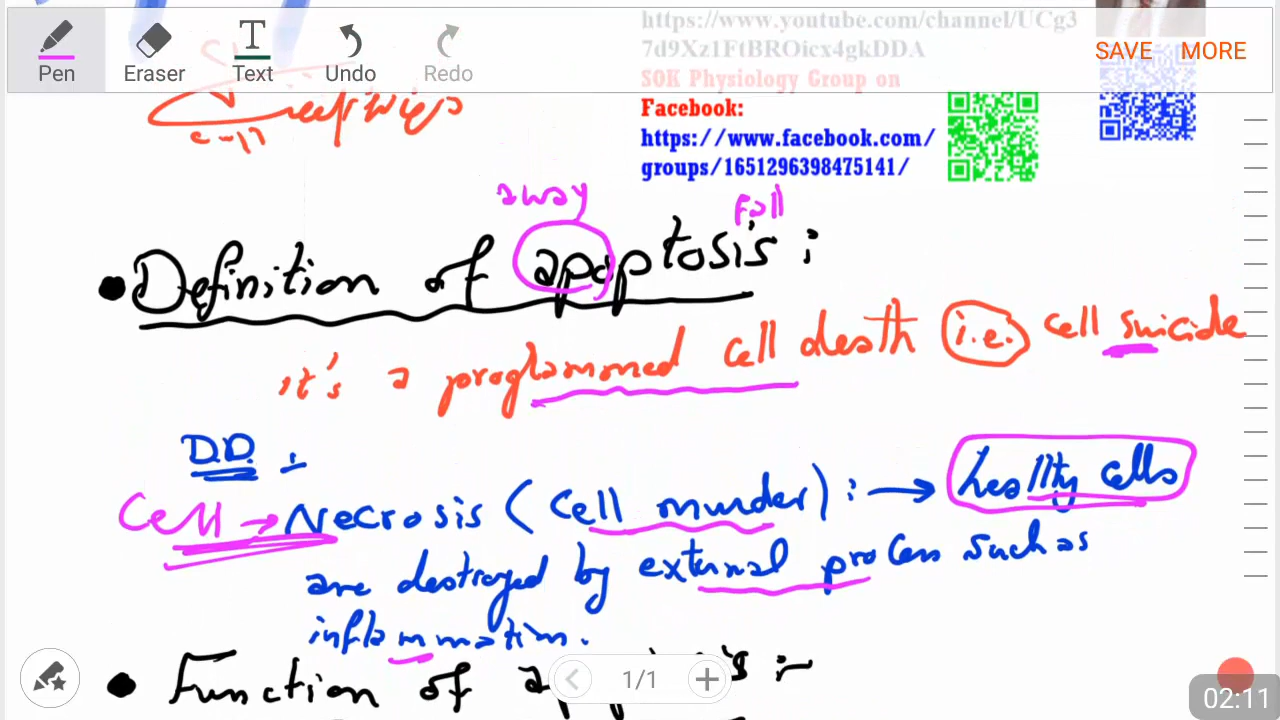 Pen
Eraser
Text
Undo
Redo
SAVE
MORE
https://www.youtube.com/channel/UCg3
7d9Xz1FtBROicx4gkDDA
SOK Physiology Group on
Facebook:
https://www.facebook.com/
groups/1651296398475141/
away
Fall
•Definition of apoptosis:
it's a programmed cell death i.e. cell suicide
D.D. :
Cell → Necrosis (cell murder): → healthy cells
are destroyed by external process such as
inflammation.
• Function of
1/1
02:11